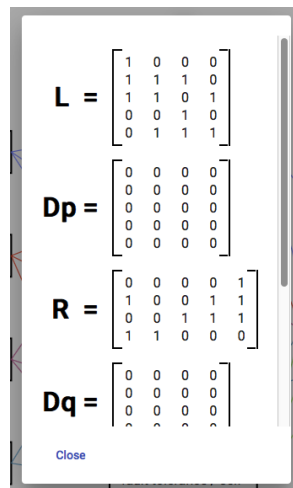 1 0 0 0
1 1 1 0
L = 1 1 0 1
0 0 1 0
0 1 1 1
0 0 0 0
0 0 0 0
Dp = 0 0 0 0
0 0 0 0
0 0 0 0
0 0 0 0 1
1 0 0 1 1
R = 0 0 1 1 1
1 1 0 0 0
0 0 0 0
0 0 0 0
Dq = 0 0 0 0
Close